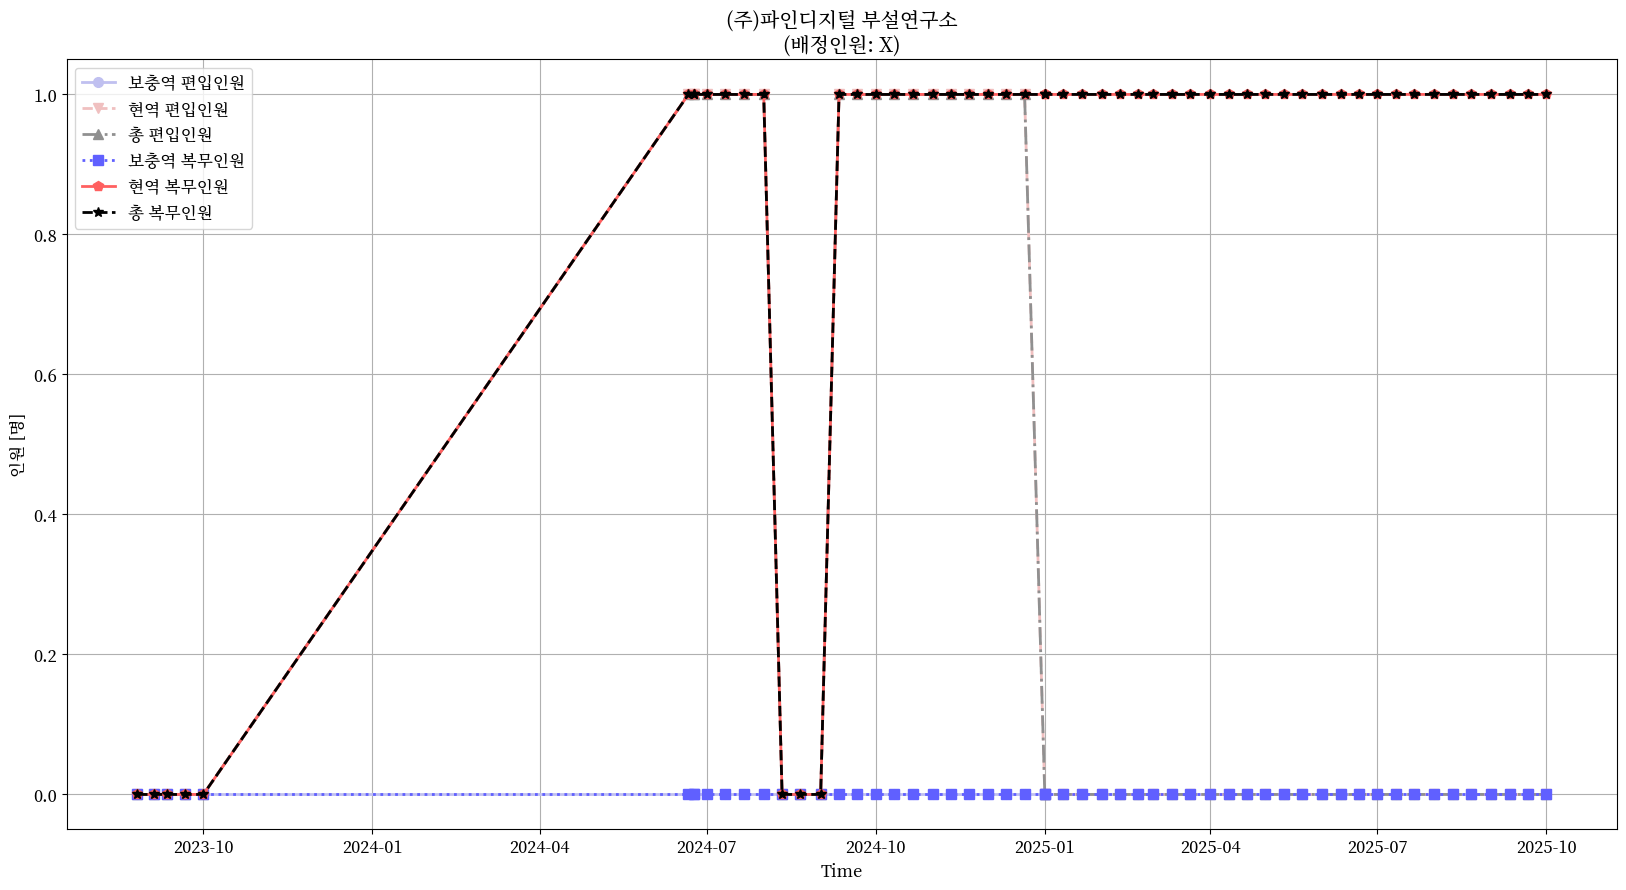 (주)파인디지털 부설연구소
(배정인원: X)
보충역 편입인원
현역 편입인원
총 편입인원
보충역 복무인원
현역 복무인원
총 복무인원
1.0
0.8
0.6
0.4
0.2
0.0
인원 [명]
2023-10
2024-01
2024-04
2024-07
2024-10
2025-01
2025-04
2025-07
2025-10
Time